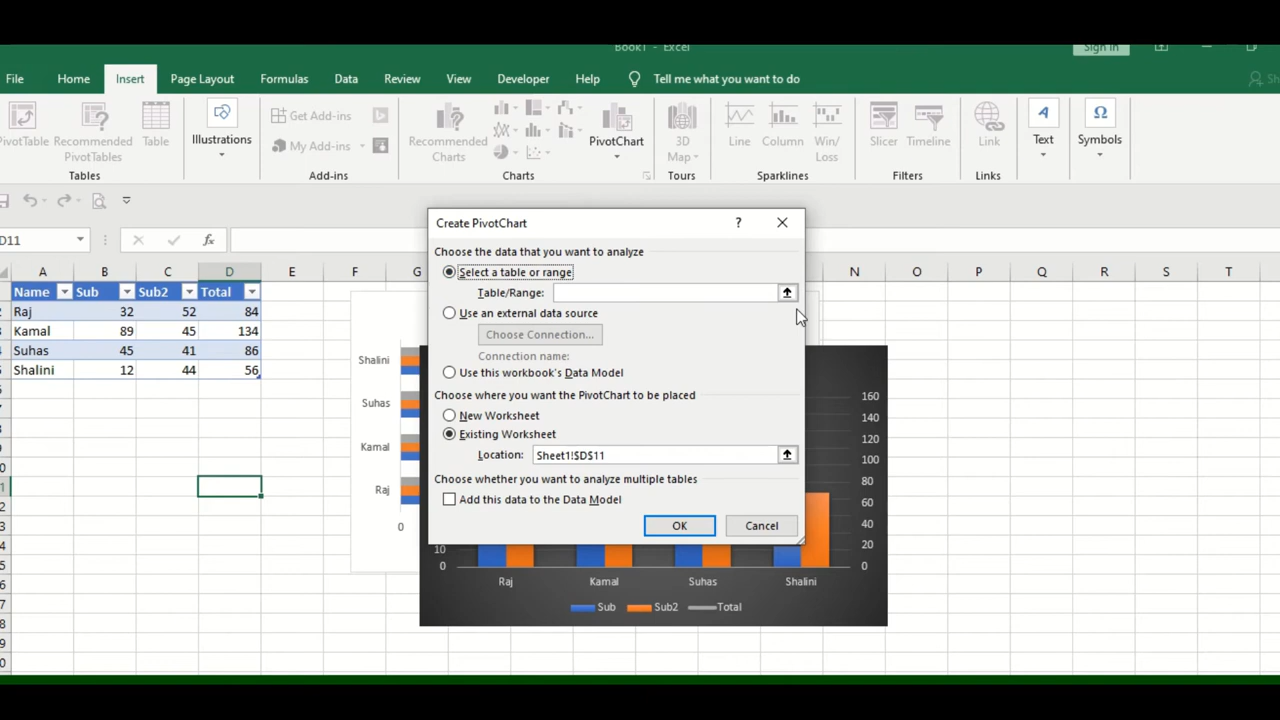 Book1 - Excel
Sign in
File Home Insert Page Layout Formulas Data Review View Developer Help Tell me what you want to do
PivotTable Recommended PivotTables Table
Tables
Illustrations
Get Add-ins
My Add-ins
Add-ins
Recommended Charts
PivotChart
Charts
3D Map
Tours
Line Column Win/Loss
Sparklines
Slicer Timeline
Filters
Link
Links
Text
Symbols
D11
fx
A B C D E F G N O P Q R S T
Name Sub Sub2 Total
Raj 32 52 84
Kamal 89 45 134
Suhas 45 41 86
Shalini 12 44 56
Create PivotChart ?
Choose the data that you want to analyze
Select a table or range
Table/Range:
Use an external data source
Choose Connection...
Connection name:
Use this workbook's Data Model
Choose where you want the PivotChart to be placed
New Worksheet
Existing Worksheet
Location: Sheet1!$D$11
Choose whether you want to analyze multiple tables
Add this data to the Data Model
OK Cancel
Shalini
Suhas
Kamal
Raj
0
160
140
120
100
80
60
40
20
0
10
0
Raj Kamal Suhas Shalini
Sub Sub2 Total